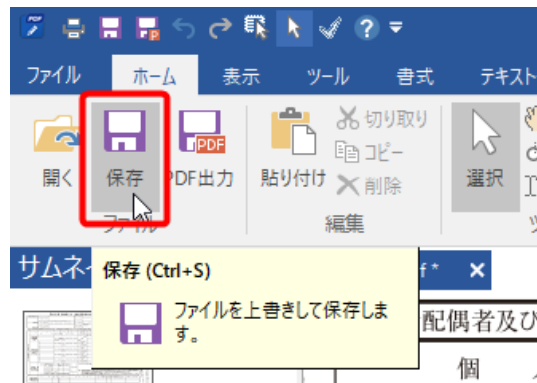 PDF
ファイル ホーム 表示 ツール 書式 テキスト
切り取り
コピー
削除
開く 保存 PDF出力 貼り付け 選択
PDF
ファイル 編集
サムネイ f* ×
保存 (Ctrl+S)
ファイルを上書きして保存しま
す。
配偶者及び
個